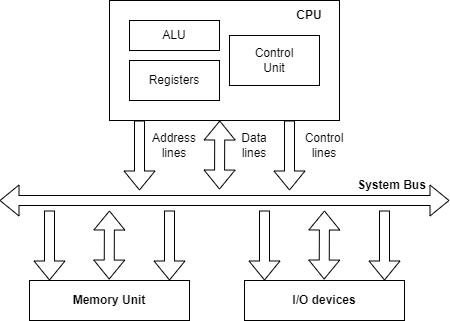 CPU
ALU
Control
Unit
Registers
Address
lines
Data
lines
Control
lines
System Bus
Memory Unit
I/O devices